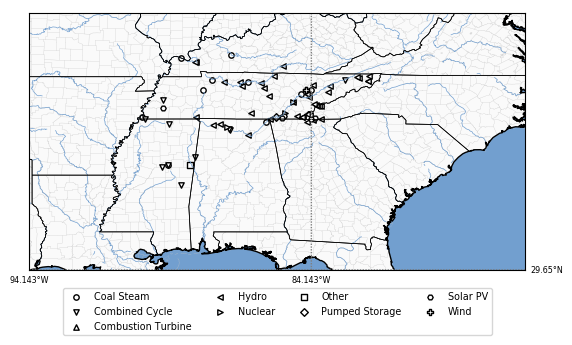 29.65°N
94.143°W 84.143°W
Coal Steam Hydro Other Solar PV
Combined Cycle Nuclear Pumped Storage Wind
Combustion Turbine